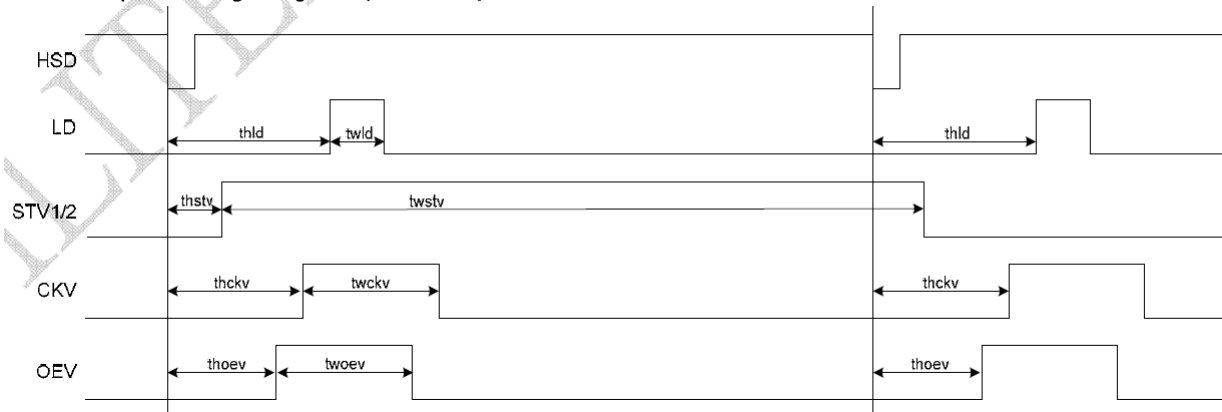 HSD
LD
thld
twld
thld
STV1/2
thstv
twstv
CKV
thckv
twckv
thckv
OEV
thoev
twoev
thoev